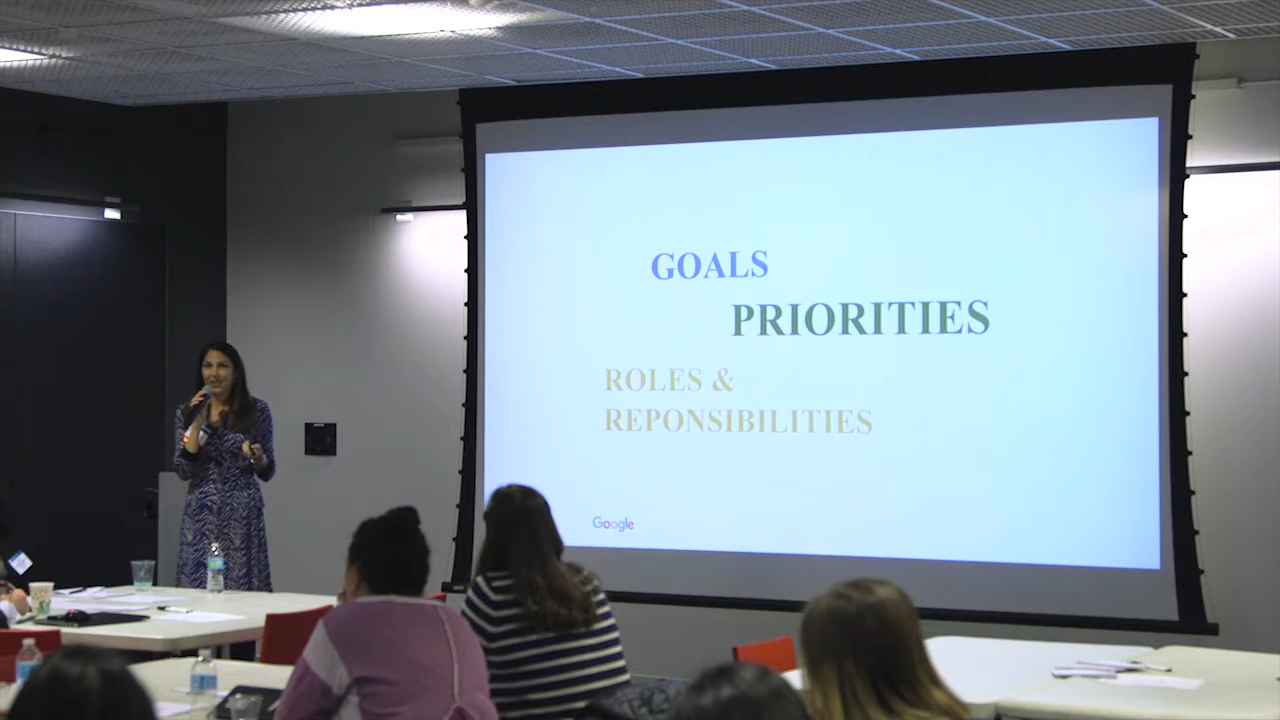 GOALS
PRIORITIES
ROLES &
REPONSIBILITIES
Google